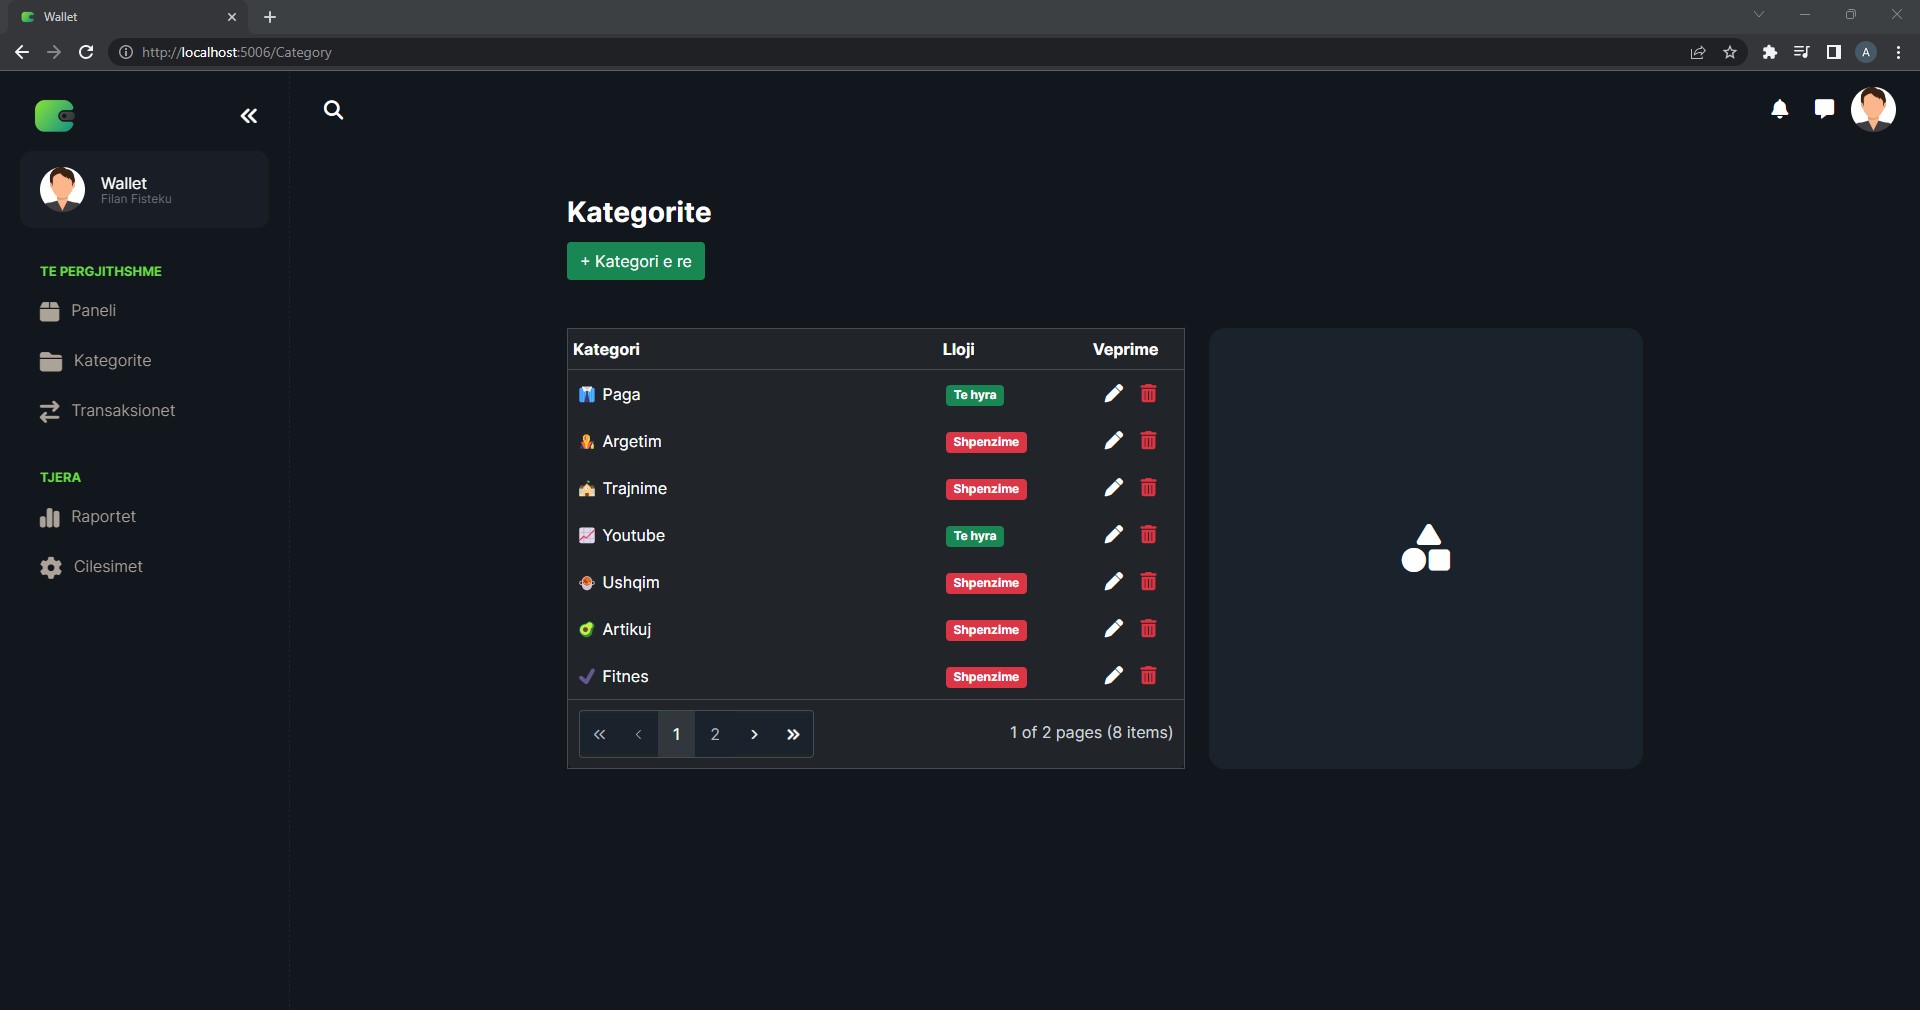 Wallet
http://localhost:5006/Category
A
Wallet
Filan Fisteku
TE PERGJITHSHME
Paneli
Kategorite
Transaksionet
TJERA
Raportet
Cilesimet
Kategorite
+ Kategori e re
Kategori Lloji Veprime
Paga Te hyra
Argetim Shpenzime
Trajnime Shpenzime
Youtube Te hyra
Ushqim Shpenzime
Artikuj Shpenzime
Fitnes Shpenzime
« ‹ 1 2 › » 1 of 2 pages (8 items)